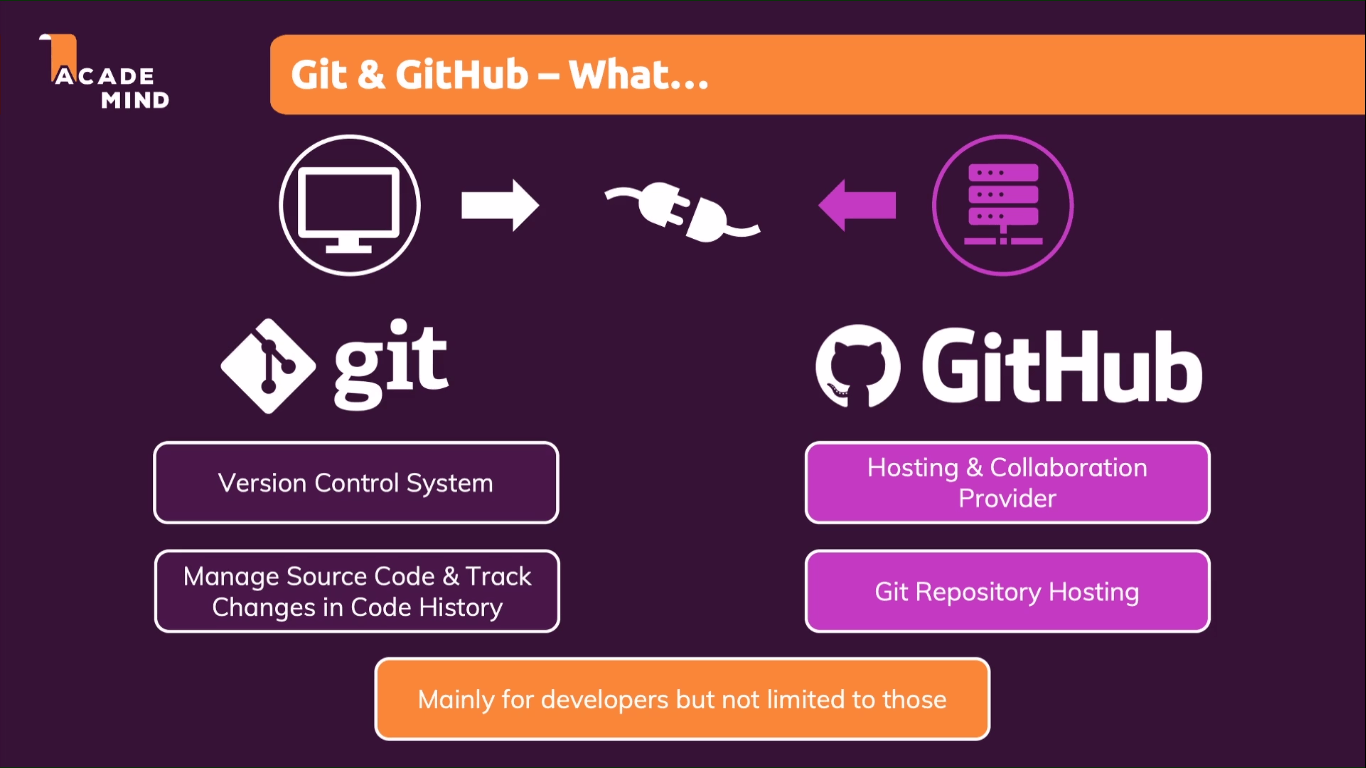 ACADE
MIND
Git & GitHub – What...
git
GitHub
Version Control System
Hosting & Collaboration
Provider
Manage Source Code & Track
Changes in Code History
Git Repository Hosting
Mainly for developers but not limited to those